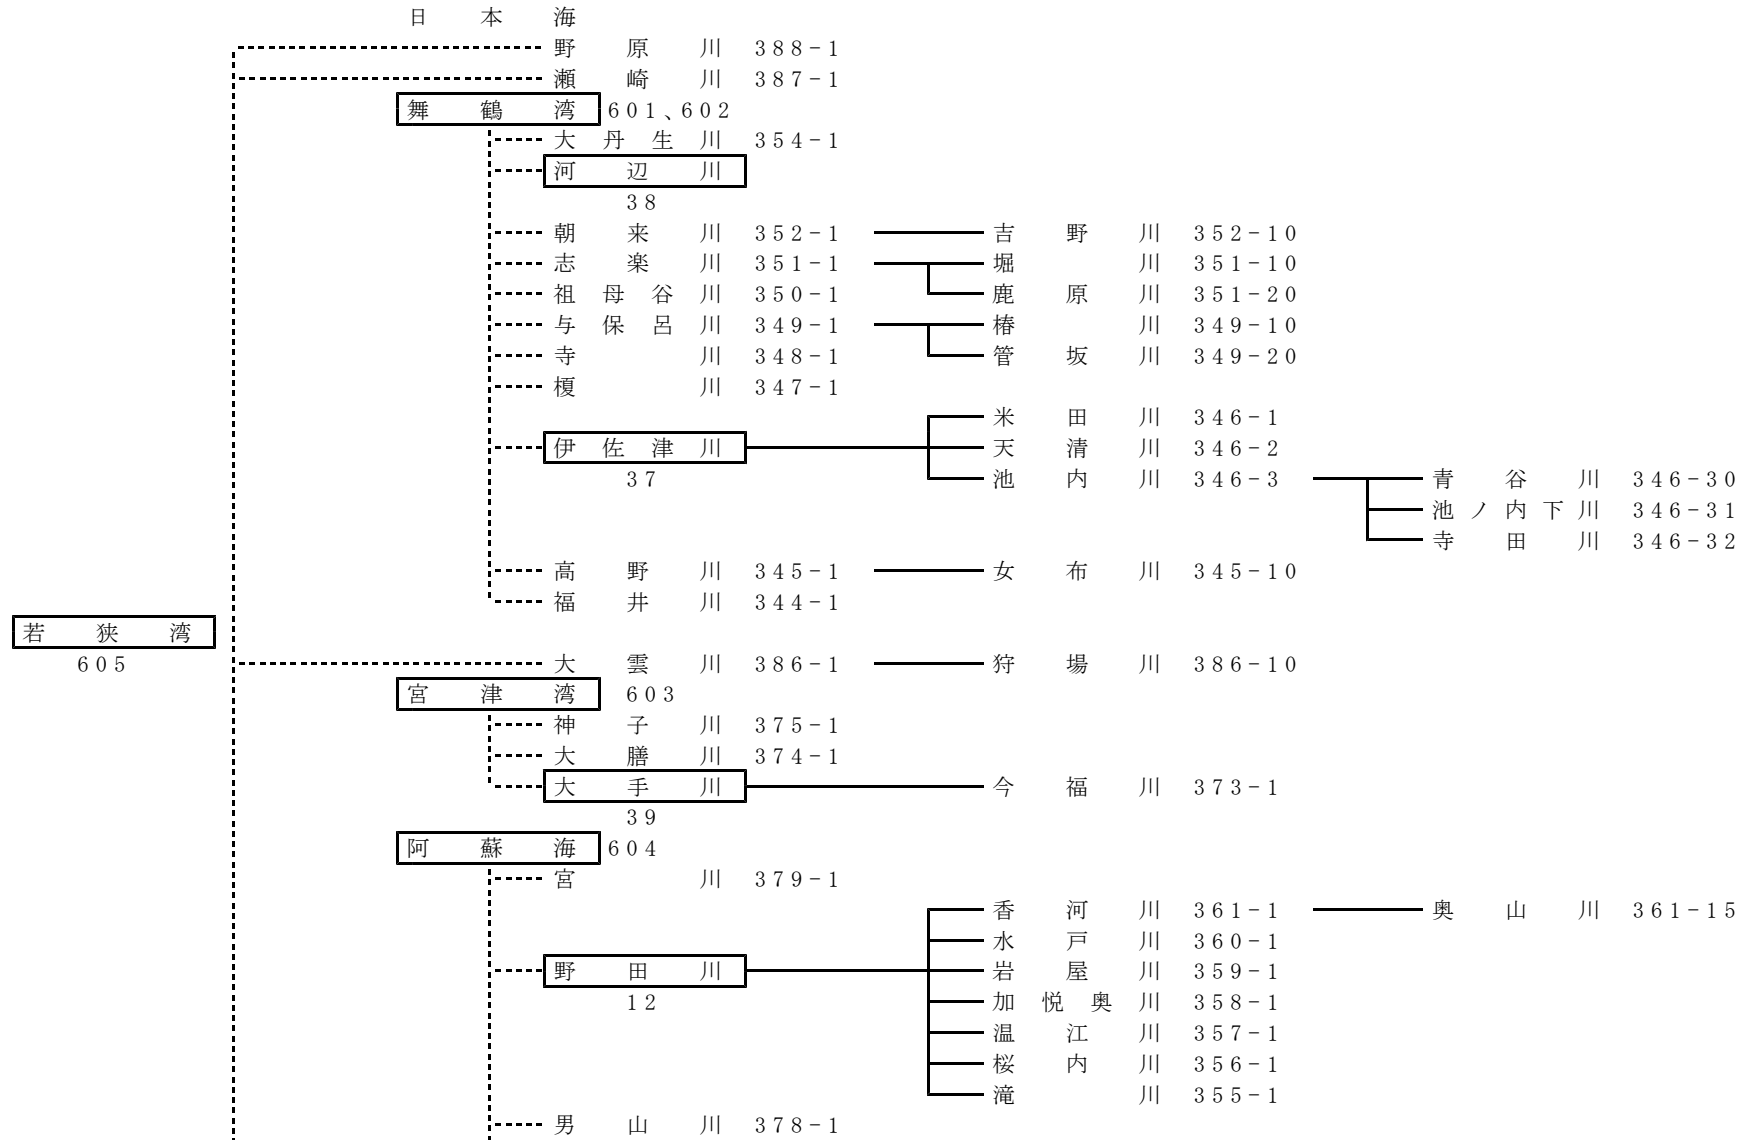 日本海
野原川 388-1
瀬崎川 387-1
舞鶴湾 601、602
大丹生川 354-1
河辺川
38
朝来川 352-1 吉野川 352-10
志楽川 351-1 堀川 351-10
祖母谷川 350-1 鹿原川 351-20
与保呂川 349-1 椿川 349-10
寺川 348-1 管坂川 349-20
榎川 347-1
米田川 346-1
伊佐津川 天清川 346-2
37 池内川 346-3 青谷川 346-30
池ノ内下川 346-31
寺田川 346-32
高野川 345-1 女布川 345-10
福井川 344-1
若狭湾
605 大雲川 386-1 狩場川 386-10
宮津湾 603
神子川 375-1
大膳川 374-1
大手川 今福川 373-1
39
阿蘇海 604
宮川 379-1
香河川 361-1 奥山川 361-15
水戸川 360-1
野田川 岩屋川 359-1
12 加悦奥川 358-1
温江川 357-1
桜内川 356-1
滝川 355-1
男山川 378-1